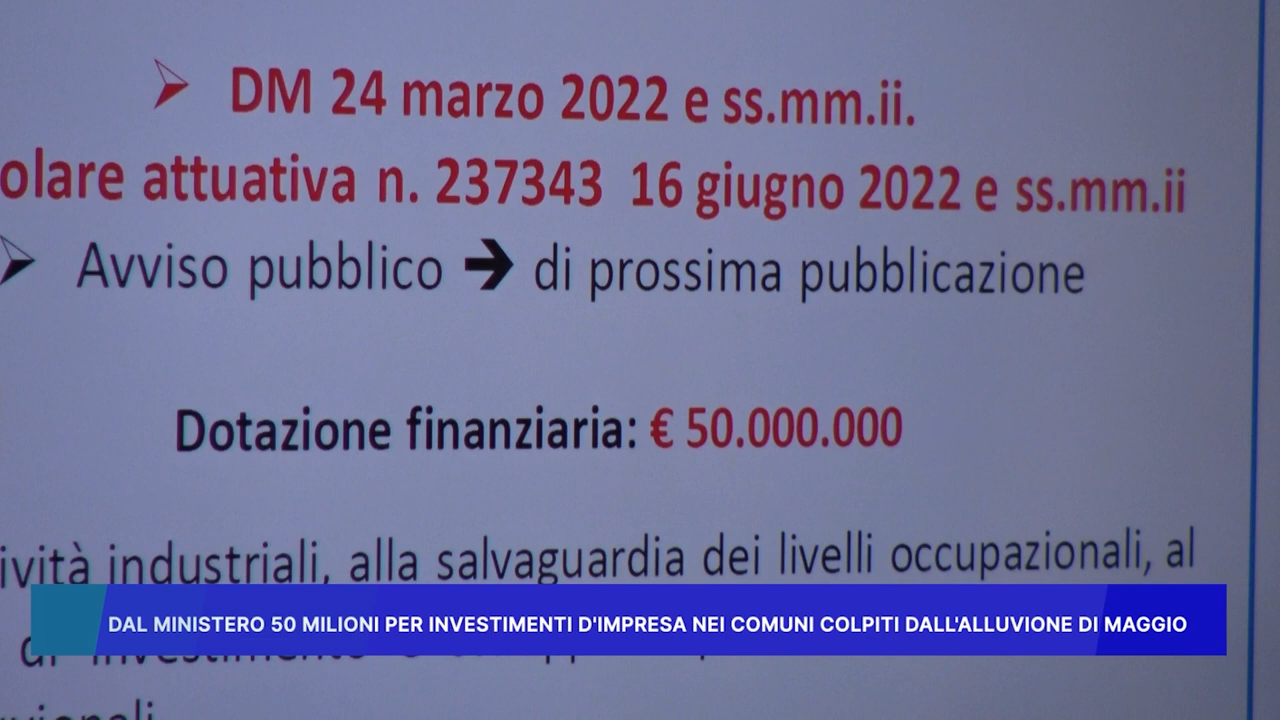 DM 24 marzo 2022 e ss.mm.ii.
olare attuativa n. 237343 16 giugno 2022 e ss.mm.ii
Avviso pubblico ➔ di prossima pubblicazione
Dotazione finanziaria: € 50.000.000
ività industriali, alla salvaguardia dei livelli occupazionali, al
DAL MINISTERO 50 MILIONI PER INVESTIMENTI D'IMPRESA NEI COMUNI COLPITI DALL'ALLUVIONE DI MAGGIO